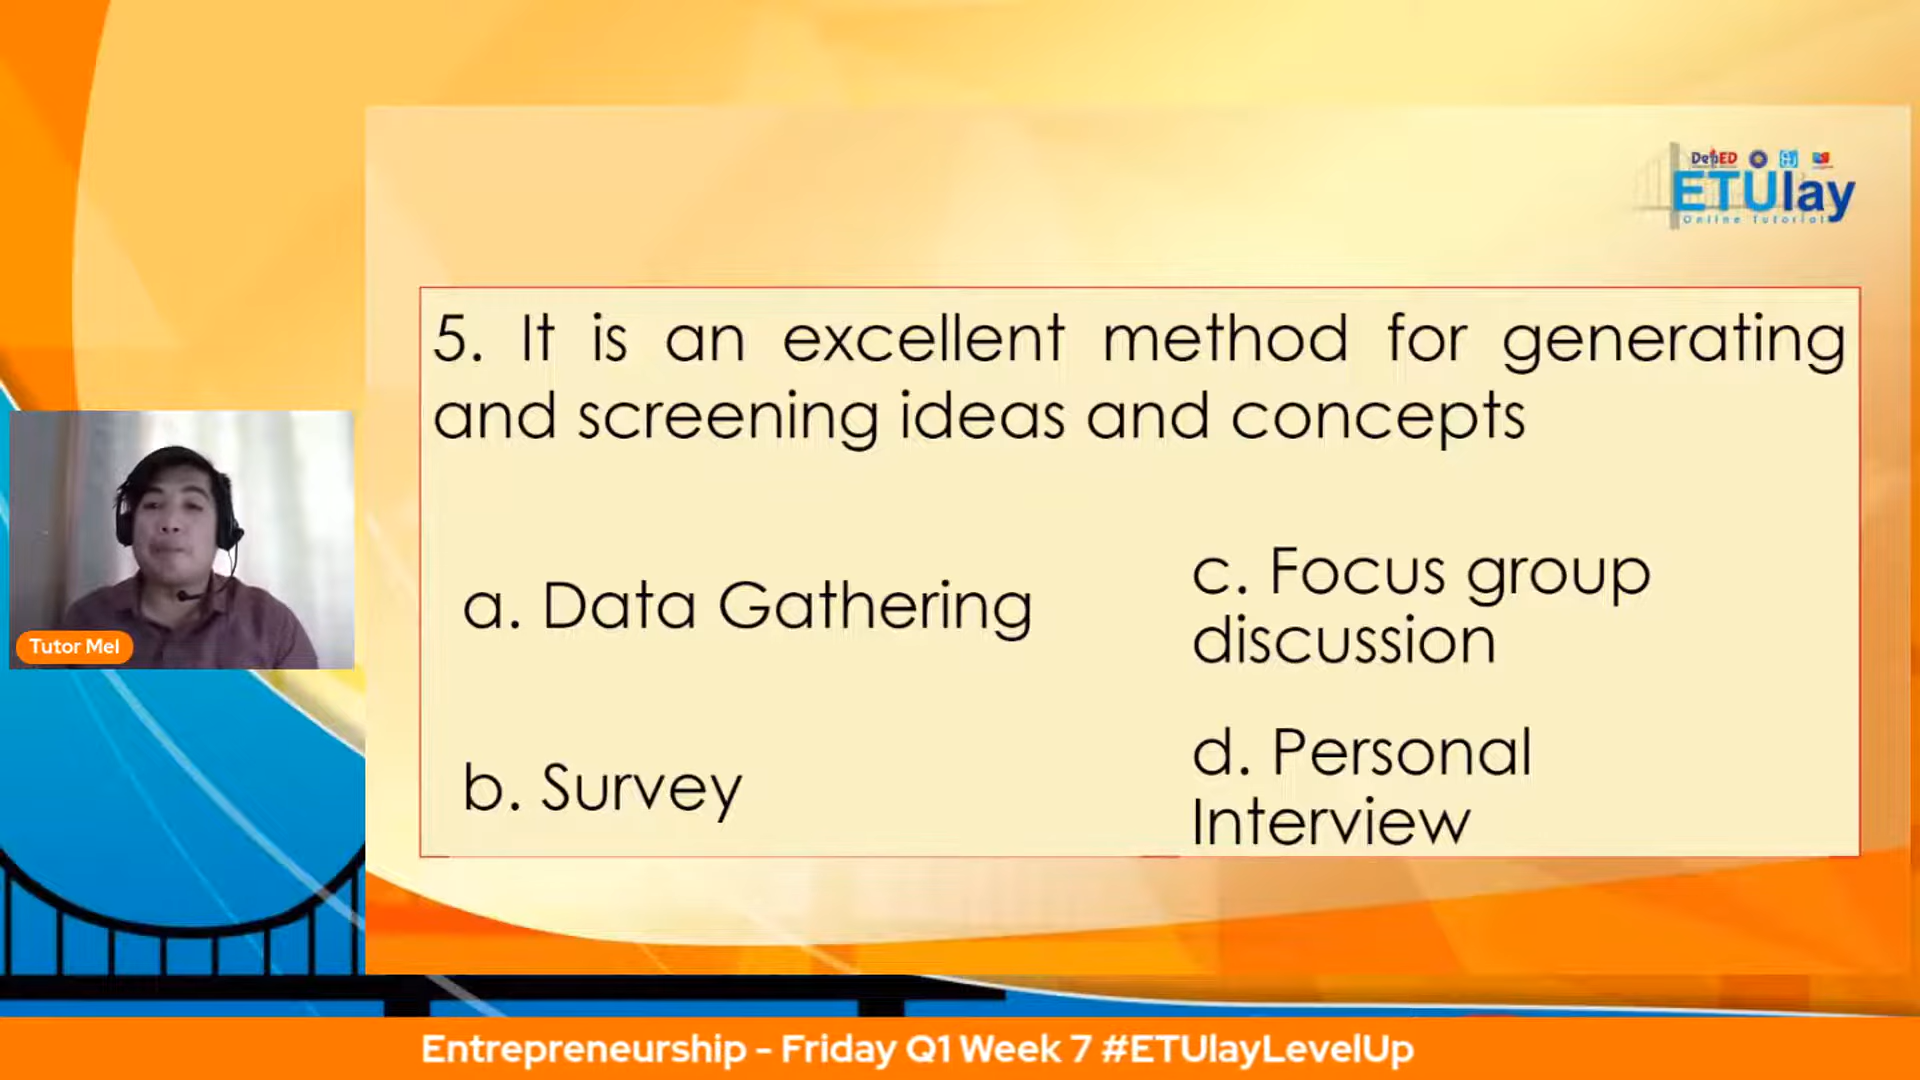 DepED
ETUlay
Online Tutorial
5. It is an excellent method for generating
and screening ideas and concepts
a. Data Gathering
b. Survey
c. Focus group
discussion
d. Personal
Interview
Tutor Mel
Entrepreneurship - Friday Q1 Week 7 #ETUlayLevelUp